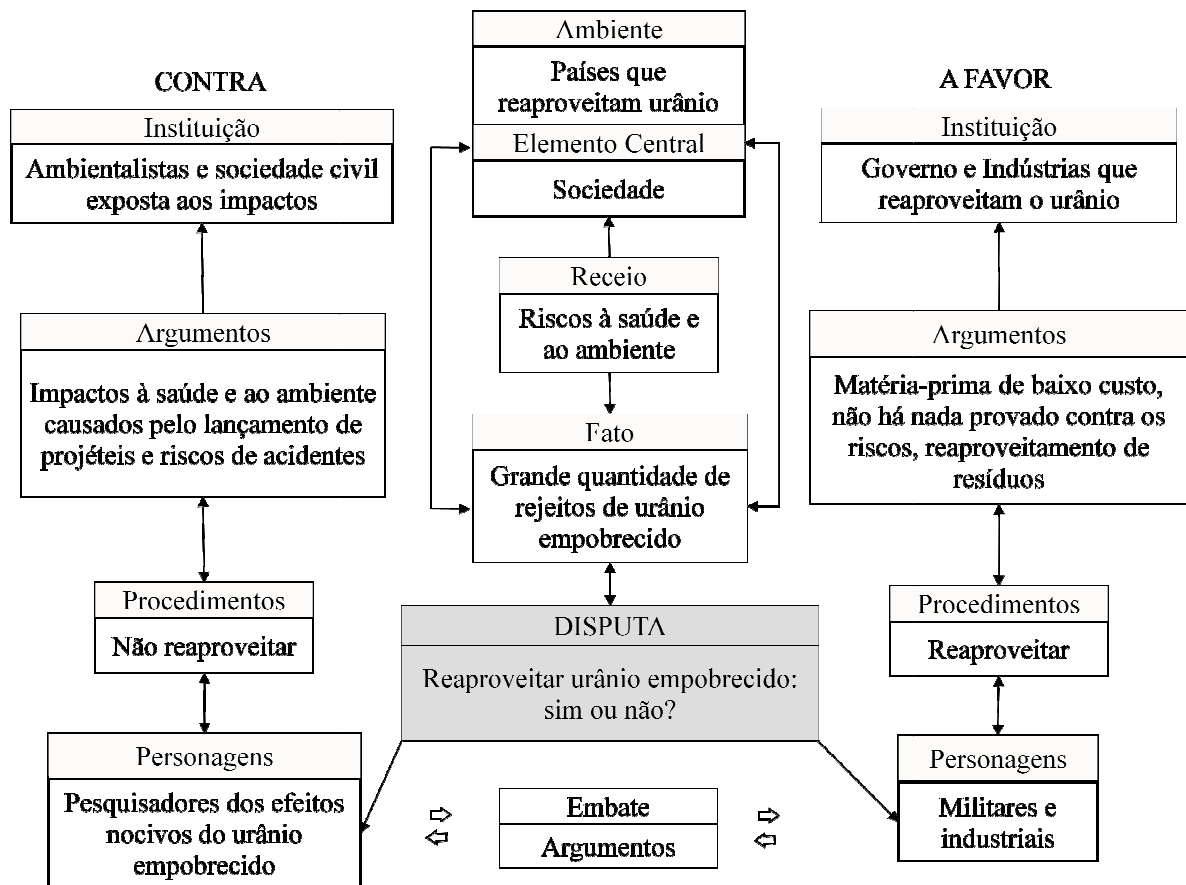 CONTRA
Instituição
Ambientalistas e sociedade civil
exposta aos impactos
Argumentos
Impactos à saúde e ao ambiente
causados pelo lançamento de
projéteis e riscos de acidentes
Procedimentos
Não reaproveitar
Personagens
Pesquisadores dos efeitos
nocivos do urânio
empobrecido
Ambiente
Países que
reaproveitam urânio
Elemento Central
Sociedade
Receio
Riscos à saúde e
ao ambiente
Fato
Grande quantidade de
rejeitos de urânio
empobrecido
DISPUTA
Reaproveitar urânio empobrecido:
sim ou não?
Embate
Argumentos
A FAVOR
Instituição
Governo e Indústrias que
reaproveitam o urânio
Argumentos
Matéria-prima de baixo custo,
não há nada provado contra os
riscos, reaproveitamento de
resíduos
Procedimentos
Reaproveitar
Personagens
Militares e
industriais